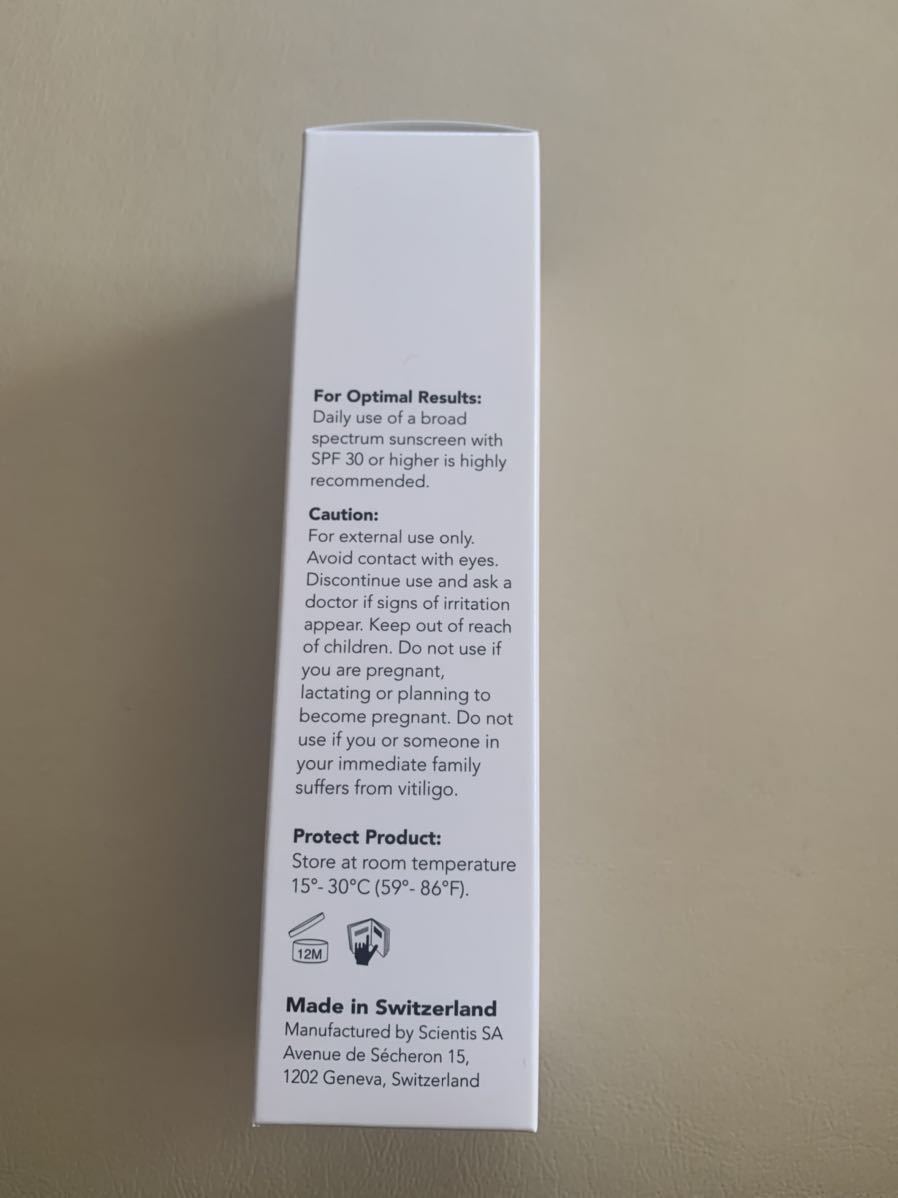 For Optimal Results:
Daily use of a broad
spectrum sunscreen with
SPF 30 or higher is highly
recommended.
Caution:
For external use only.
Avoid contact with eyes.
Discontinue use and ask a
doctor if signs of irritation
appear. Keep out of reach
of children. Do not use if
you are pregnant,
lactating or planning to
become pregnant. Do not
use if you or someone in
your immediate family
suffers from vitiligo.
Protect Product:
Store at room temperature
15°- 30°C (59°- 86°F).
12M
Made in Switzerland
Manufactured by Scientis SA
Avenue de Sécheron 15,
1202 Geneva, Switzerland